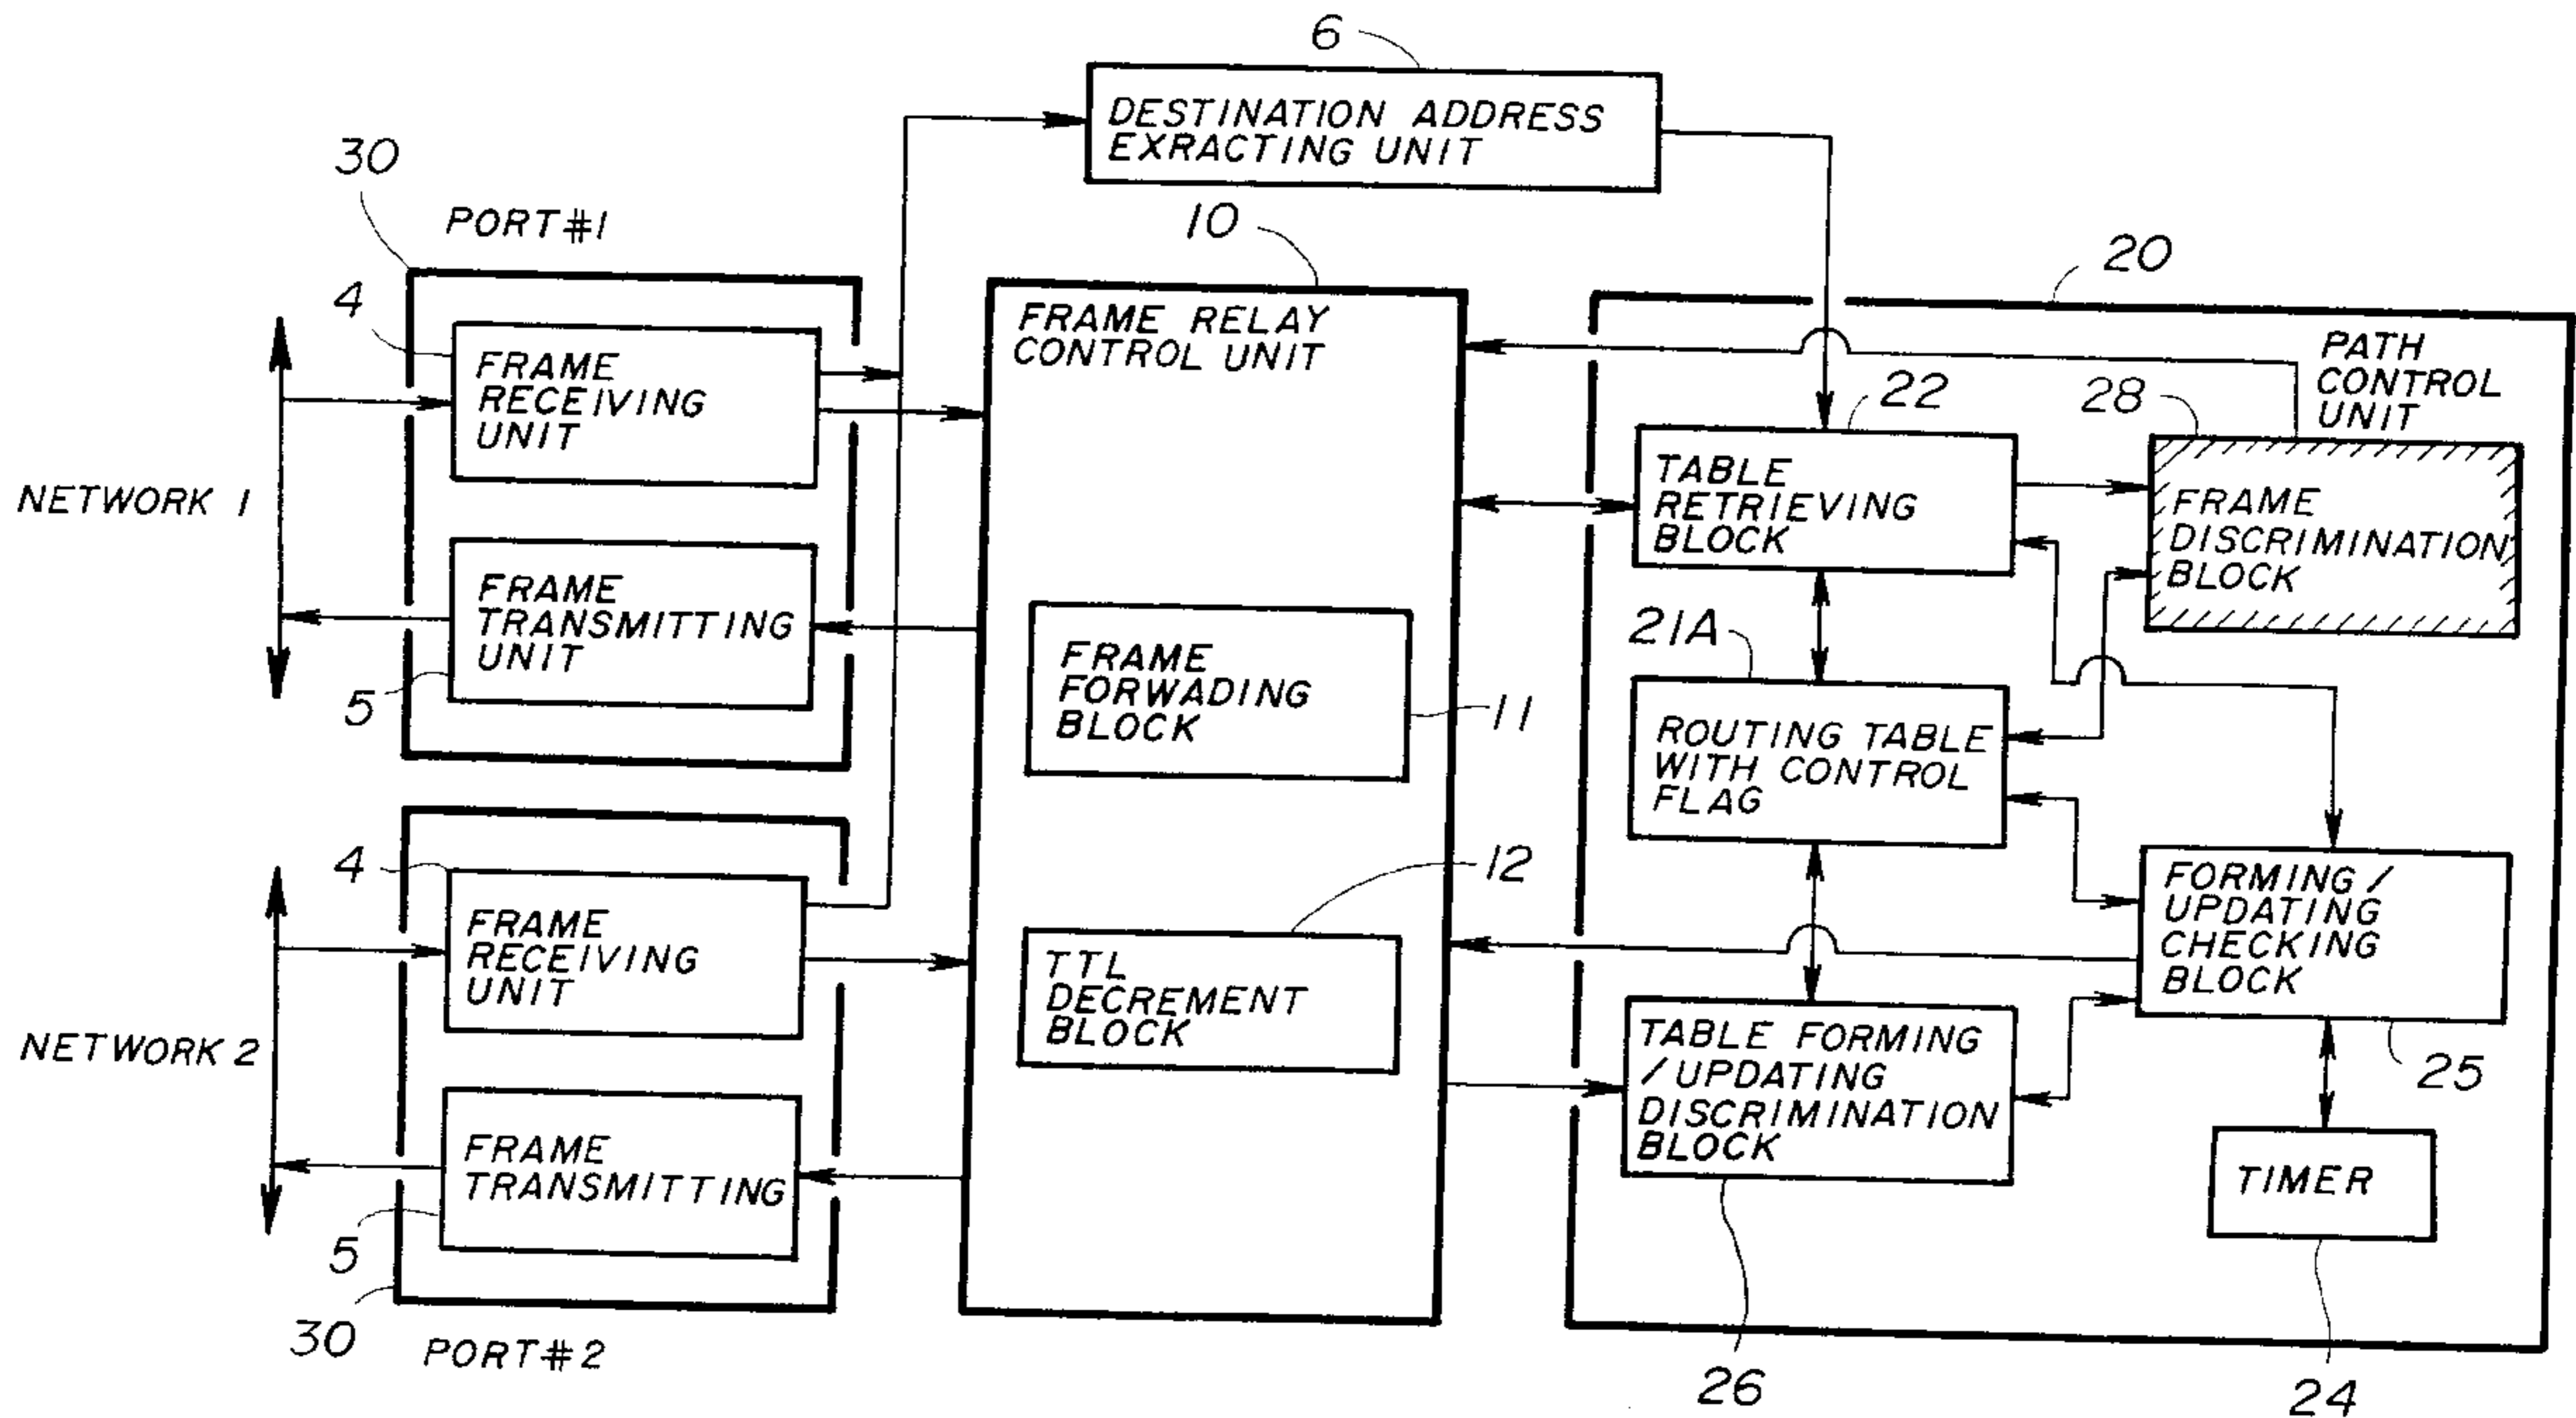 6
DESTINATION ADDRESS
EXRACTING UNIT
30
PORT#1
10
20
4
FRAME
RECEIVING
UNIT
FRAME RELAY
CONTROL UNIT
PATH
CONTROL
UNIT
22
28
TABLE
RETRIEVING
BLOCK
FRAME
DISCRIMINATION
BLOCK
NETWORK 1
FRAME
TRANSMITTING
UNIT
5
FRAME
FORWADING
BLOCK
11
21A
ROUTING TABLE
WITH CONTROL
FLAG
4
FRAME
RECEIVING
UNIT
12
TTL
DECREMENT
BLOCK
FORMING/
UPDATING
CHECKING
BLOCK
25
NETWORK 2
FRAME
TRANSMITTING
5
TABLE FORMING
/UPDATING
DISCRIMINATION
BLOCK
TIMER
30
PORT#2
26
24